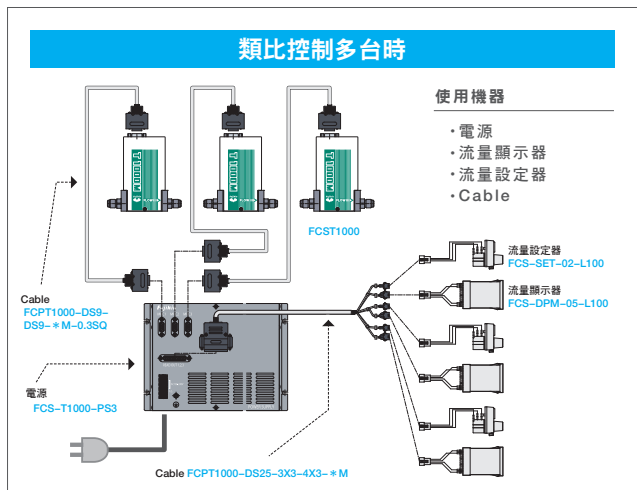 類比控制多台時
使用機器
・電源
・流量顯示器
・流量設定器
・Cable
T 1000M
T 1000M
T 1000M
FCST1000
流量設定器
FCS-SET-02-L100
流量顯示器
FCS-DPM-05-L100
Cable
FCPT1000-DS9-
DS9-＊M-0.3SQ
電源
FCS-T1000-PS3
Cable FCPT1000-DS25-3X3-4X3-＊M